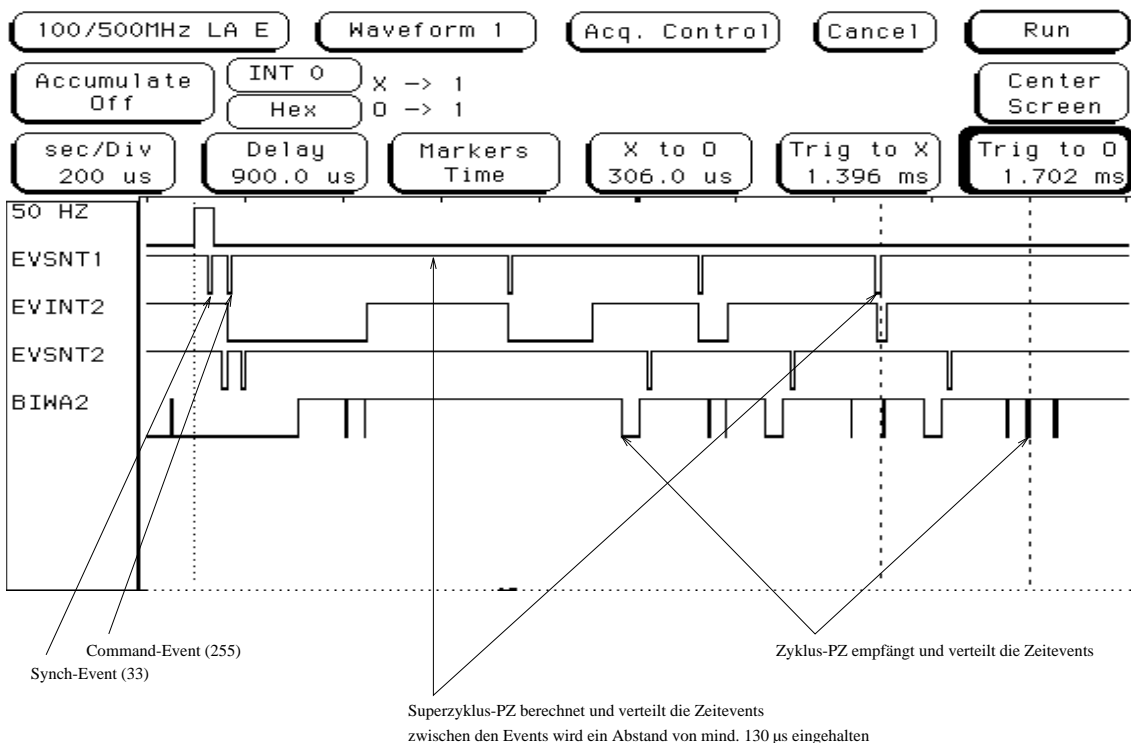 100/500MHz LA E
Waveform 1
Acq. Control
Cancel
Run
Accumulate
Off
INT O
Hex
X -> 1
O -> 1
Center
Screen
sec/Div
200 us
Delay
900.0 us
Markers
Time
X to O
306.0 us
Trig to X
1.396 ms
Trig to O
1.702 ms
50 HZ
EVSNT1
EVINT2
EVSNT2
BIWA2
Command-Event (255)
Synch-Event (33)
Zyklus-PZ empfängt und verteilt die Zeitevents
Superzyklus-PZ berechnet und verteilt die Zeitevents
zwischen den Events wird ein Abstand von mind. 130 µs eingehalten